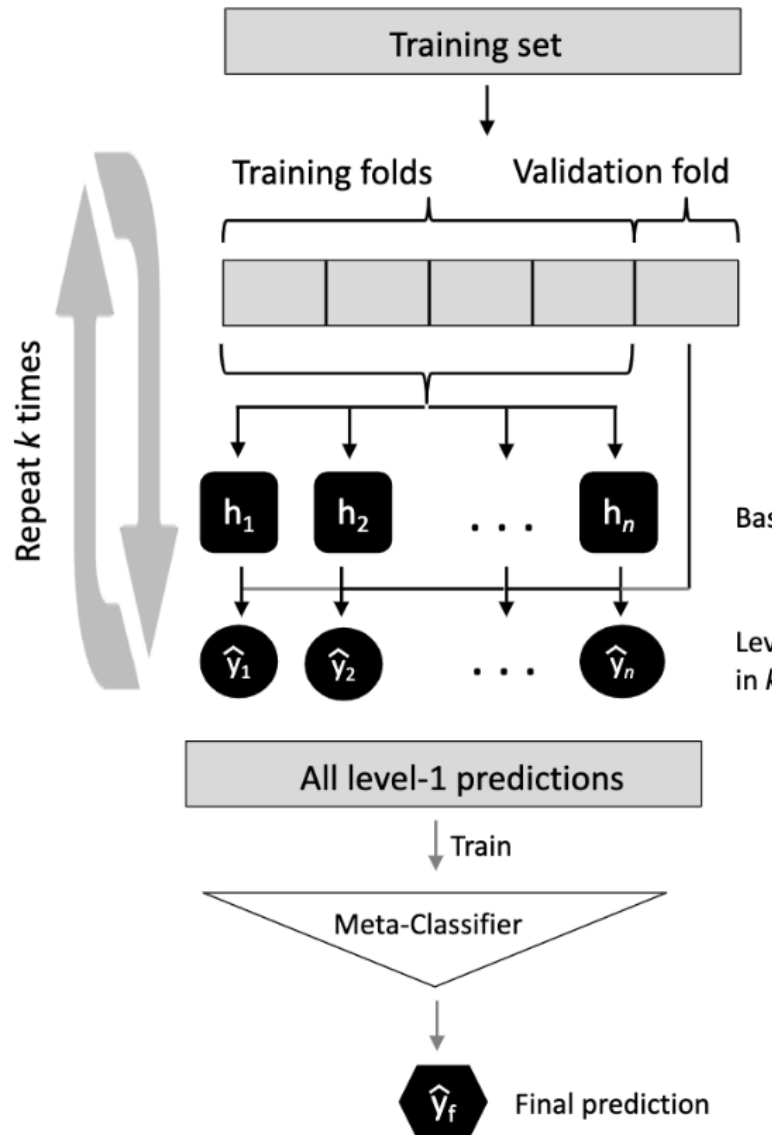 Training set
Training folds
Validation fold
Repeat k times
h₁
h₂
. . .
hₙ
ŷ₁
ŷ₂
. . .
ŷₙ
in
All level-1 predictions
Train
Meta-Classifier
ŷf
Final prediction